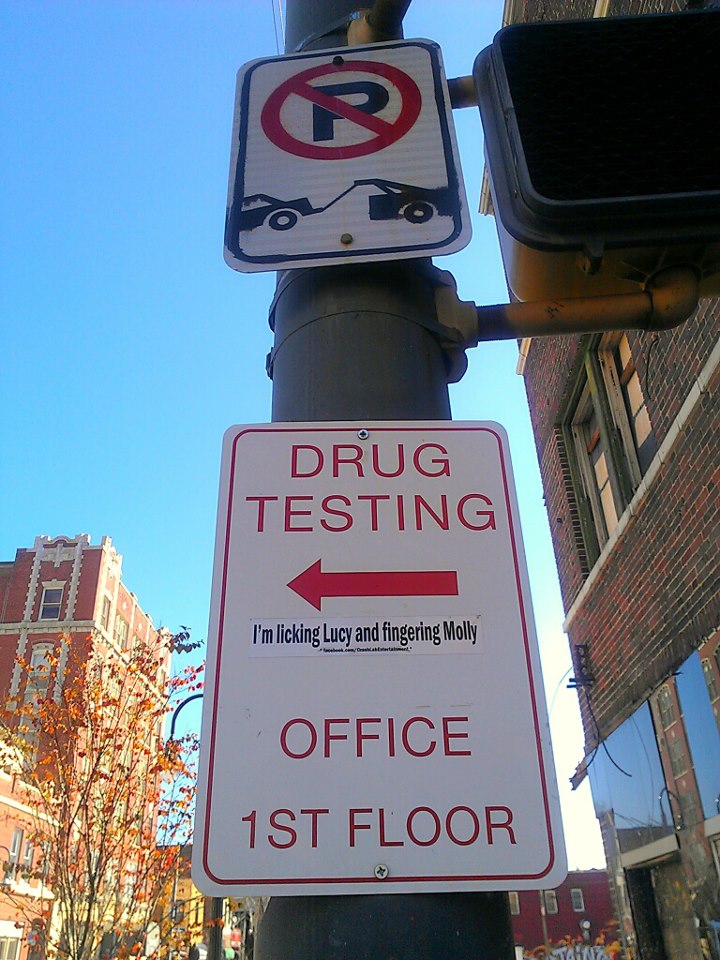 P
DRUG
TESTING
I'm licking Lucy and fingering Molly
OFFICE
1ST FLOOR